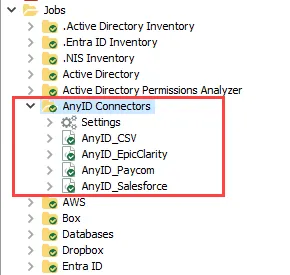 Jobs
.Active Directory Inventory
.Entra ID Inventory
.NIS Inventory
Active Directory
Active Directory Permissions Analyzer
AnyID Connectors
Settings
AnyID_CSV
AnyID_EpicClarity
AnyID_Paycom
AnyID_Salesforce
AWS
Box
Databases
Dropbox
Entra ID